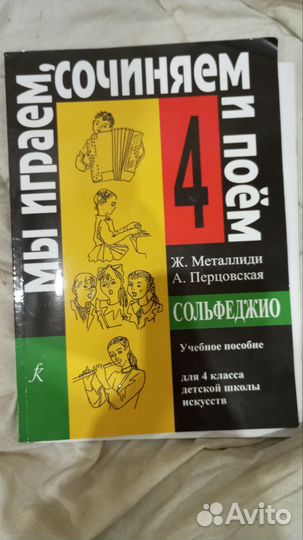 МЫ ИГРАЕМ,
СОЧИНЯЕМ
И ПОЁМ
4
Ж. Металлиди
А. Перцовская
СОЛЬФЕДЖИО
Учебное пособие
для 4 класса
детской школы
искусств
Avito